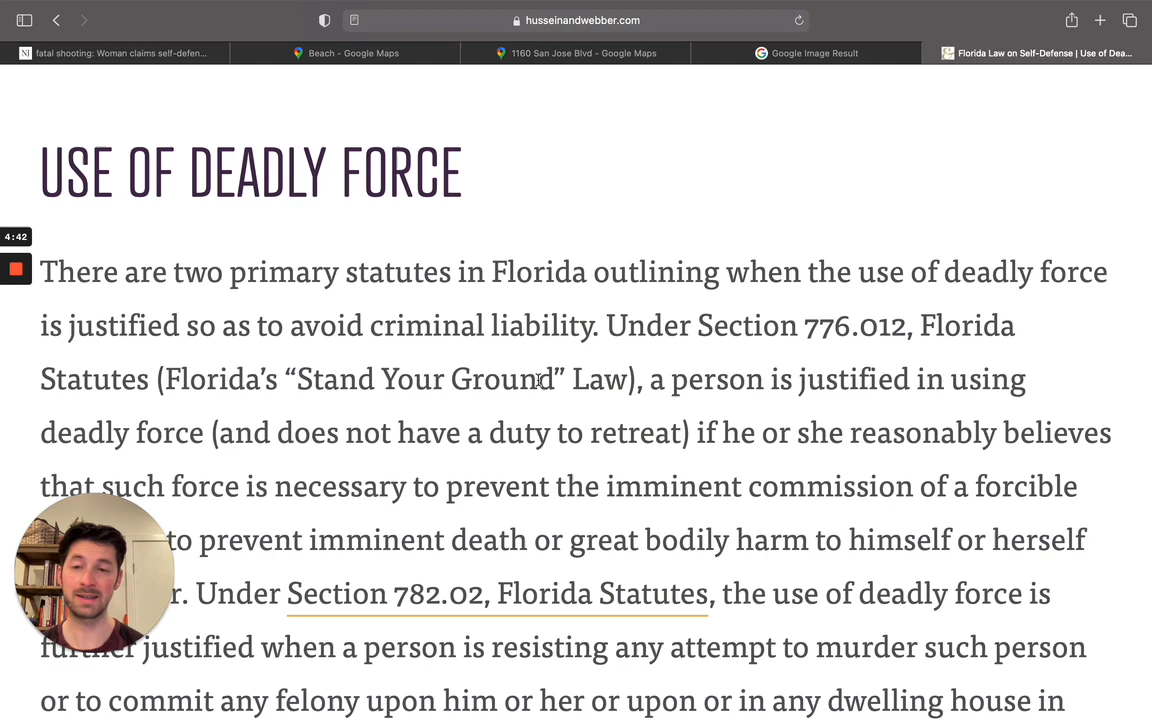 husseinandwebber.com
NJ fatal shooting: Woman claims self-defen...
Beach - Google Maps
1160 San Jose Blvd - Google Maps
Google Image Result
Florida Law on Self-Defense | Use of Dea...
USE OF DEADLY FORCE
4:42
There are two primary statutes in Florida outlining when the use of deadly force
is justified so as to avoid criminal liability. Under Section 776.012, Florida
Statutes (Florida's “Stand Your Ground” Law), a person is justified in using
deadly force (and does not have a duty to retreat) if he or she reasonably believes
that such force is necessary to prevent the imminent commission of a forcible
to prevent imminent death or great bodily harm to himself or herself
r. Under Section 782.02, Florida Statutes, the use of deadly force is
further justified when a person is resisting any attempt to murder such person
or to commit any felony upon him or her or upon or in any dwelling house in